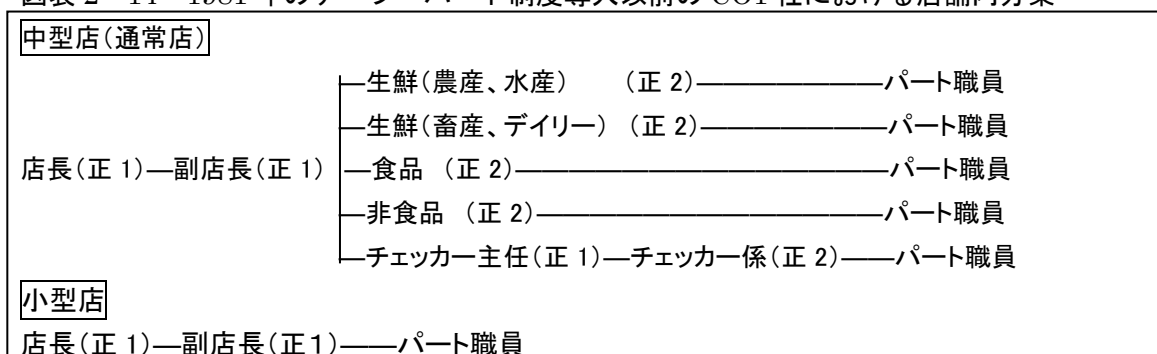 中型店(通常店)
生鮮(農産、水産) (正 2)―――――――パート職員
生鮮(畜産、デイリー) (正 2)―――――――パート職員
店長(正 1)―副店長(正 1) ―食品 (正 2)――――――――――――――パート職員
―非食品 (正 2)―――――――――――――パート職員
チェッカー主任(正 1)―チェッカー係(正 2)――パート職員
小型店
店長(正 1)―副店長(正1)――パート職員